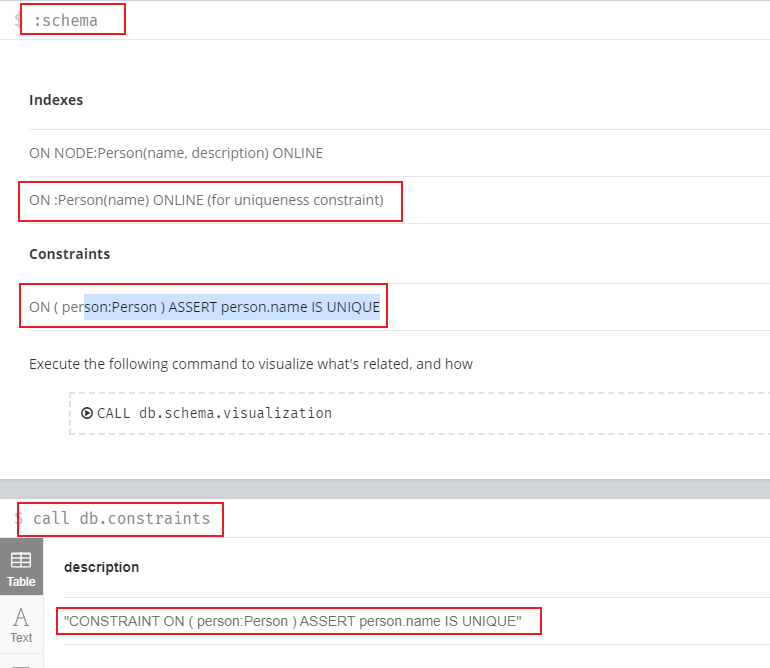 $ :schema
Indexes
ON NODE:Person(name, description) ONLINE
ON :Person(name) ONLINE (for uniqueness constraint)
Constraints
ON ( person:Person ) ASSERT person.name IS UNIQUE
Execute the following command to visualize what's related, and how
CALL db.schema.visualization
$ call db.constraints
Table
description
"CONSTRAINT ON ( person:Person ) ASSERT person.name IS UNIQUE"
A
Text